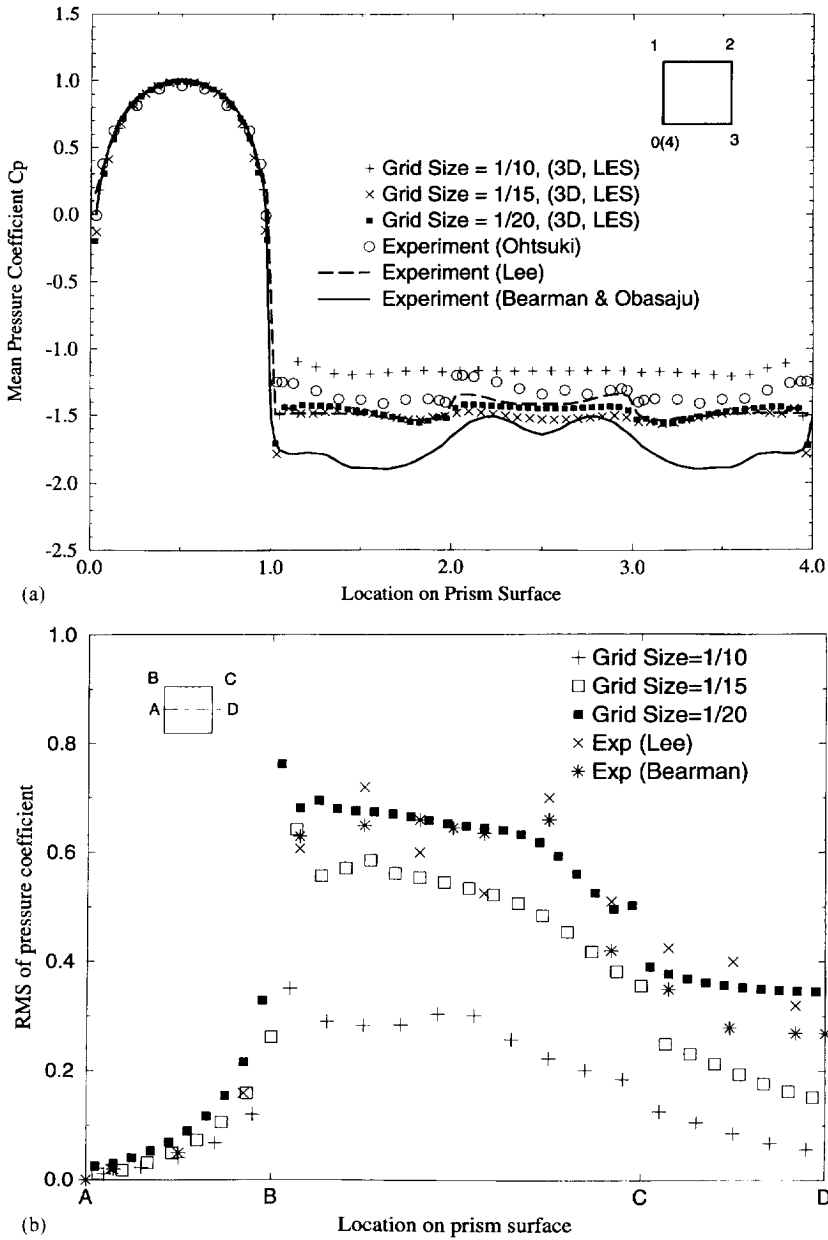 1.5
1.0
0.5
0.0
-0.5
-1.0
-1.5
-2.0
-2.5
Mean Pressure Coefficient Cp
1 2
0(4) 3
Grid Size = 1/10, (3D, LES)
Grid Size = 1/15, (3D, LES)
Grid Size = 1/20, (3D, LES)
Experiment (Ohtsuki)
Experiment (Lee)
Experiment (Bearman & Obasaju)
0.0 1.0 2.0 3.0 4.0
(a) Location on Prism Surface
1.0
0.8
0.6
0.4
0.2
0.0
RMS of pressure coefficient
B C
A D
Grid Size=1/10
Grid Size=1/15
Grid Size=1/20
Exp (Lee)
Exp (Bearman)
A B C D
(b) Location on prism surface